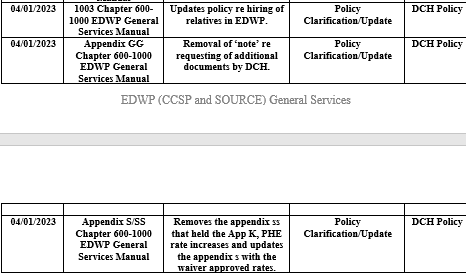 Manual
04/01/2023 1003 Chapter 600- Updates policy re hiring of Policy DCH Policy
1000 EDWP General relatives in EDWP. Clarification/Update
Services Manual
04/01/2023 Appendix GG Removal of ‘note’ re Policy DCH Policy
Chapter 600-1000 requesting of additional Clarification/Update
EDWP General documents by DCH.
Services Manual
EDWP (CCSP and SOURCE) General Services
04/01/2023 Appendix S/SS Removes the appendix ss Policy DCH Policy
Chapter 600-1000 that held the App K, PHE Clarification/Update
EDWP General rate increases and updates
Services Manual the appendix s with the
waiver approved rates.